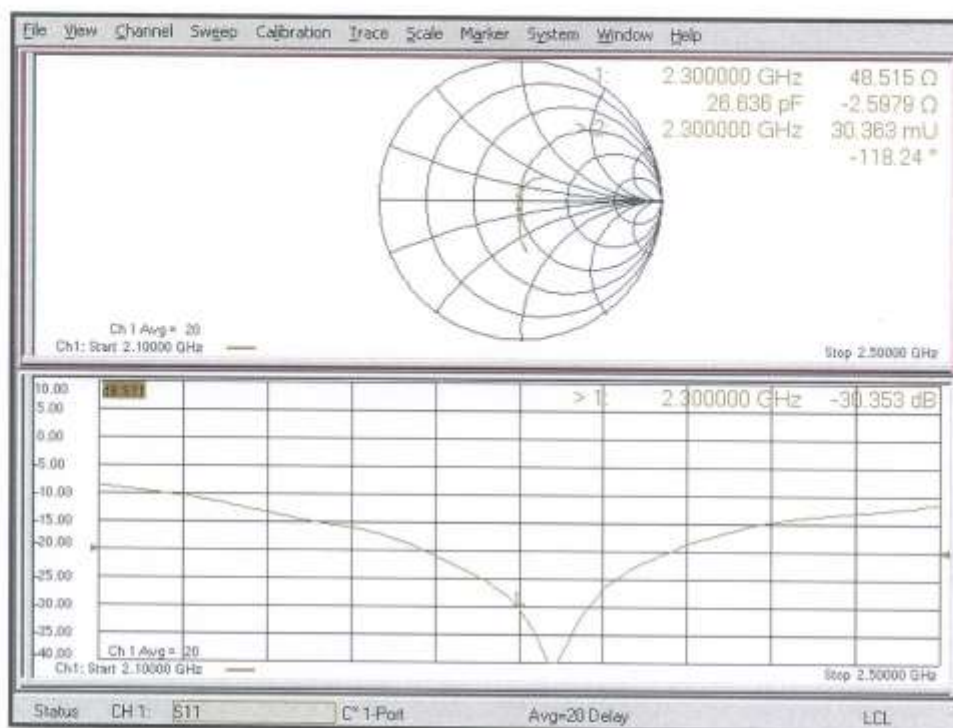 File View Channel Sweep Calibration Trace Scale Marker System Window Help
1: 2.300000 GHz 48.515 Ω
26.636 pF -2.5979 Ω
> 2: 2.300000 GHz 30.363 mU
-118.24 °
Ch 1 Avg = 20
Ch1: Start 2.10000 GHz
Stop 2.50000 GHz
10.00
> 1: 2.300000 GHz -30.353 dB
5.00
0.00
-5.00
-10.00
-15.00
-20.00
-25.00
-30.00
-35.00
-40.00
Ch 1 Avg = 20
Ch1: Start 2.10000 GHz
Stop 2.50000 GHz
Status CH 1: S11 C* 1-Port Avg=20 Delay LCL